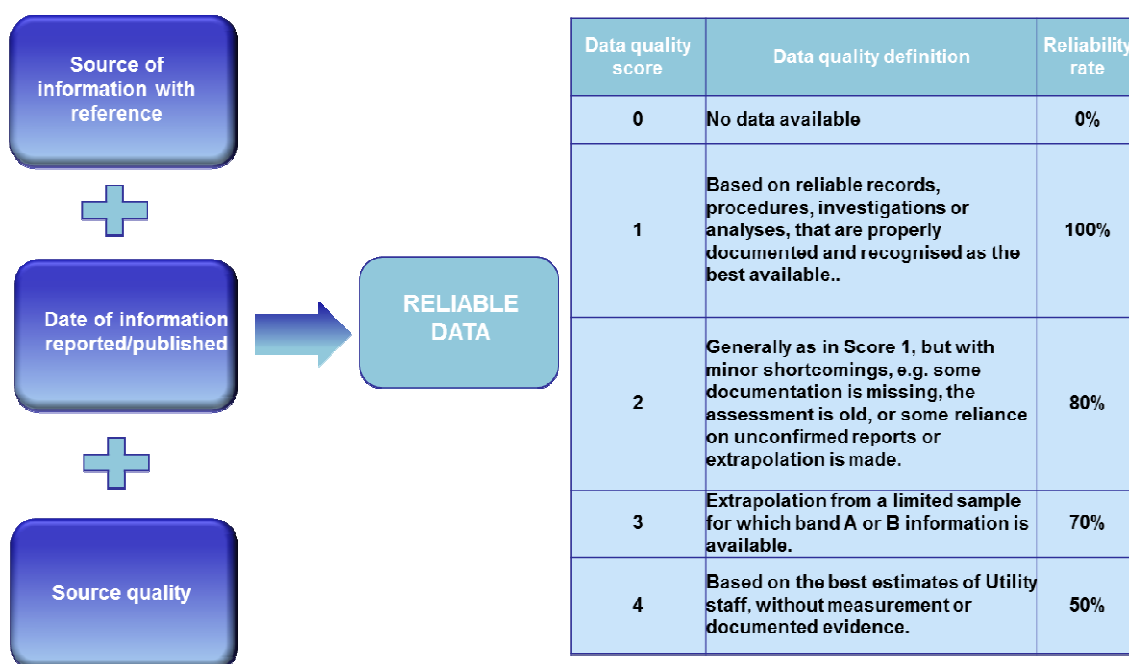 Source of
information with
reference
Date of information
reported/published
Source quality
RELIABLE
DATA
Data quality
score
Data quality definition
Reliability
rate
0
No data available
0%
1
Based on reliable records,
procedures, investigations or
analyses, that are properly
documented and recognised as the
best available..
100%
2
Generally as in Score 1, but with
minor shortcomings, e.g. some
documentation is missing, the
assessment is old, or some reliance
on unconfirmed reports or
extrapolation is made.
80%
3
Extrapolation from a limited sample
for which band A or B information is
available.
70%
4
Based on the best estimates of Utility
staff, without measurement or
documented evidence.
50%